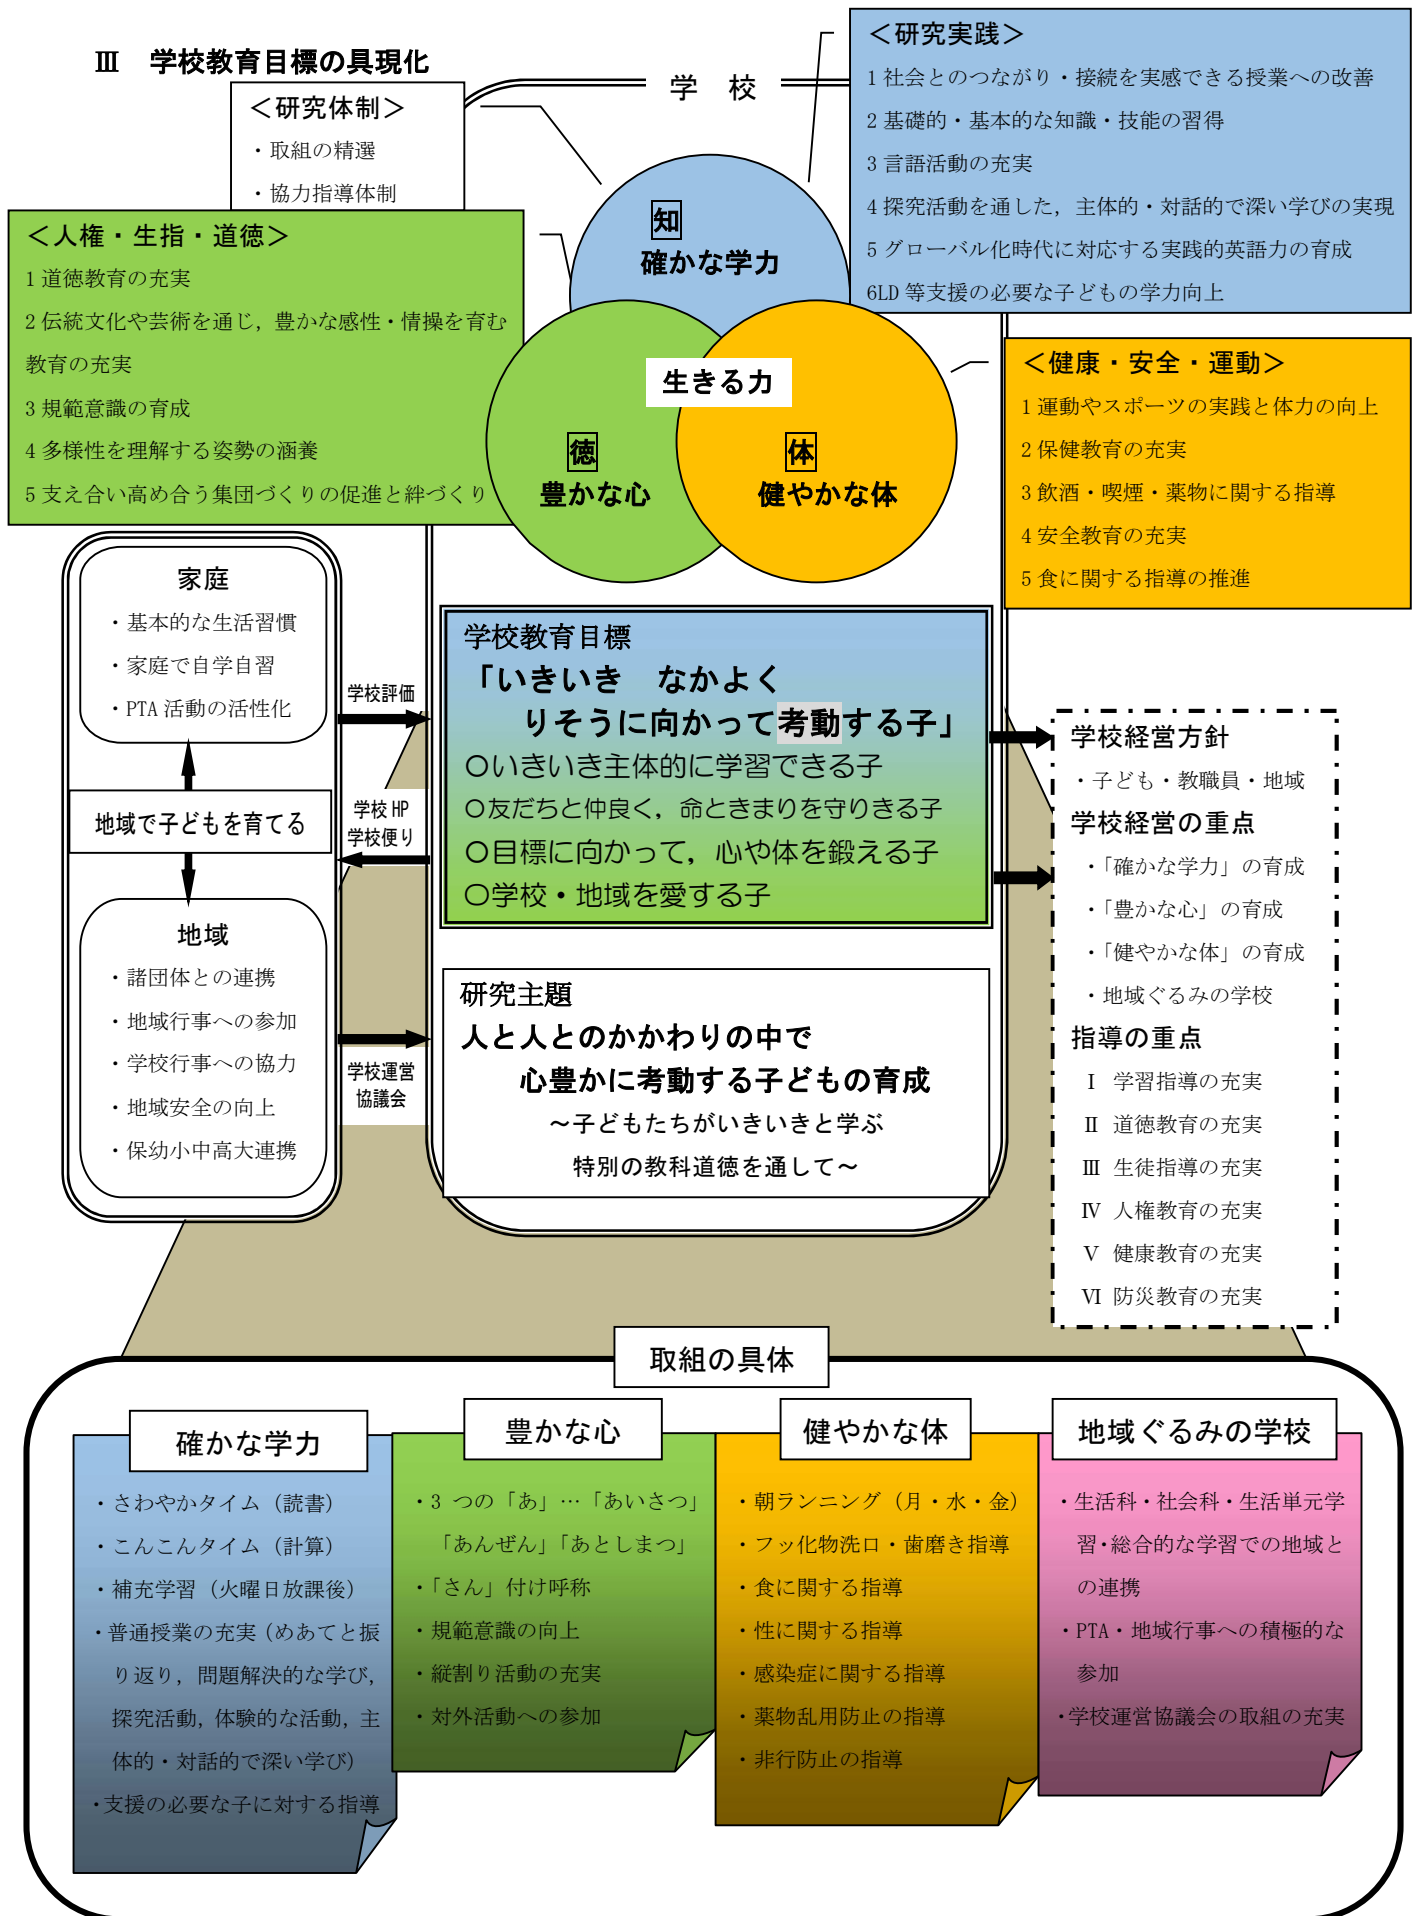 Ⅲ　学校教育目標の具現化
学　校
＜研究体制＞
・取組の精選
・協力指導体制
＜研究実践＞
1 社会とのつながり・接続を実感できる授業への改善
2 基礎的・基本的な知識・技能の習得
3 言語活動の充実
4 探究活動を通した，主体的・対話的で深い学びの実現
5 グローバル化時代に対応する実践的英語力の育成
6LD 等支援の必要な子どもの学力向上
＜人権・生指・道徳＞
1 道徳教育の充実
2 伝統文化や芸術を通じ，豊かな感性・情操を育む
教育の充実
3 規範意識の育成
4 多様性を理解する姿勢の涵養
5 支え合い高め合う集団づくりの促進と絆づくり
知
確かな学力
生きる力
徳
豊かな心
体
健やかな体
＜健康・安全・運動＞
1 運動やスポーツの実践と体力の向上
2 保健教育の充実
3 飲酒・喫煙・薬物に関する指導
4 安全教育の充実
5 食に関する指導の推進
家庭
・基本的な生活習慣
・家庭で自学自習
・PTA 活動の活性化
地域で子どもを育てる
地域
・諸団体との連携
・地域行事への参加
・学校行事への協力
・地域安全の向上
・保幼小中高大連携
学校評価
学校 HP
学校便り
学校運営
協議会
学校教育目標
「いきいき　なかよく
りそうに向かって考動する子」
○いきいき主体的に学習できる子
○友だちと仲良く，命ときまりを守りきる子
○目標に向かって，心や体を鍛える子
○学校・地域を愛する子
研究主題
人と人とのかかわりの中で
心豊かに考動する子どもの育成
～子どもたちがいきいきと学ぶ
特別の教科道徳を通して～
学校経営方針
・子ども・教職員・地域
学校経営の重点
・「確かな学力」の育成
・「豊かな心」の育成
・「健やかな体」の育成
・地域ぐるみの学校
指導の重点
Ⅰ 学習指導の充実
Ⅱ 道徳教育の充実
Ⅲ 生徒指導の充実
Ⅳ 人権教育の充実
Ⅴ 健康教育の充実
Ⅵ 防災教育の充実
取組の具体
確かな学力
・さわやかタイム（読書）
・こんこんタイム（計算）
・補充学習（火曜日放課後）
・普通授業の充実（めあてと振
り返り，問題解決的な学び，
探究活動，体験的な活動，主
体的・対話的で深い学び）
・支援の必要な子に対する指導
豊かな心
・3 つの「あ」…「あいさつ」
「あんぜん」「あとしまつ」
・「さん」付け呼称
・規範意識の向上
・縦割り活動の充実
・対外活動への参加
健やかな体
・朝ランニング（月・水・金）
・フッ化物洗口・歯磨き指導
・食に関する指導
・性に関する指導
・感染症に関する指導
・薬物乱用防止の指導
・非行防止の指導
地域ぐるみの学校
・生活科・社会科・生活単元学
習・総合的な学習での地域と
の連携
・PTA・地域行事への積極的な
参加
・学校運営協議会の取組の充実